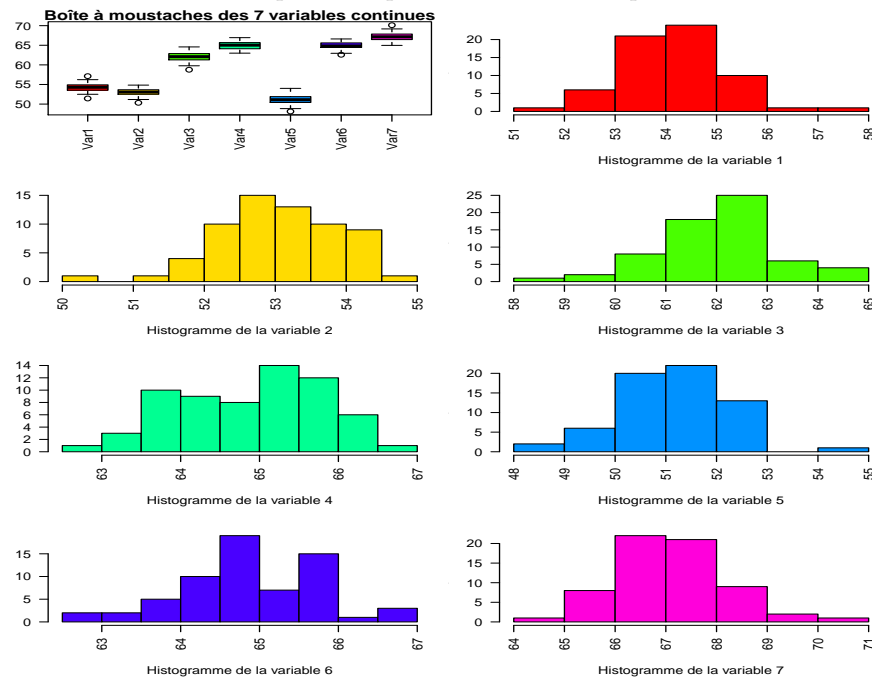 Boîte à moustaches des 7 variables continues
70
65
60
55
50
Var1 Var2 Var3 Var4 Var5 Var6 Var7
20
15
10
5
0
51 52 53 54 55 56 57 58
Histogramme de la variable 1
15
10
5
0
50 51 52 53 54 55
Histogramme de la variable 2
25
20
15
10
5
0
58 59 60 61 62 63 64 65
Histogramme de la variable 3
14
12
10
8
6
4
2
0
63 64 65 66 67
Histogramme de la variable 4
20
15
10
5
0
48 49 50 51 52 53 54 55
Histogramme de la variable 5
15
10
5
0
63 64 65 66 67
Histogramme de la variable 6
20
15
10
5
0
64 65 66 67 68 69 70 71
Histogramme de la variable 7